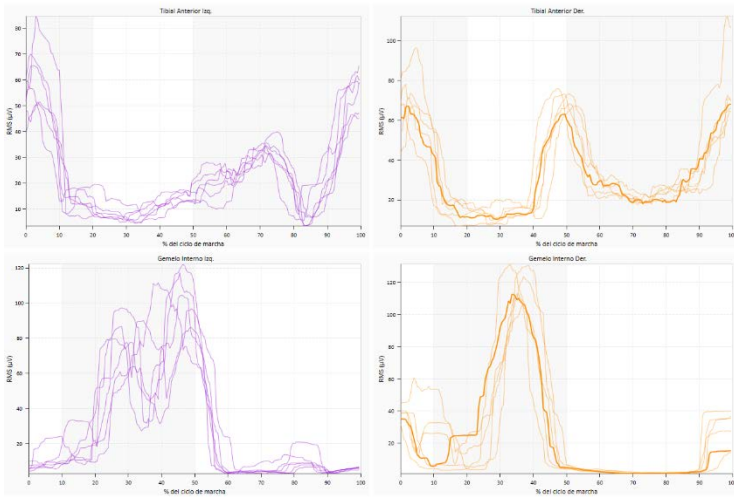 Tibial Anterior Izq.
RMS (µV)
80
70
60
50
40
30
20
10
0 10 20 30 40 50 60 70 80 90 100
% del ciclo de marcha
Tibial Anterior Der.
RMS (µV)
100
80
60
40
20
0 10 20 30 40 50 60 70 80 90 100
% del ciclo de marcha
Gemelo Interno Izq.
RMS (µV)
120
100
80
60
40
20
0 10 20 30 40 50 60 70 80 90 100
% del ciclo de marcha
Gemelo Interno Der.
RMS (µV)
120
100
80
60
40
20
0 10 20 30 40 50 60 70 80 90 100
% del ciclo de marcha